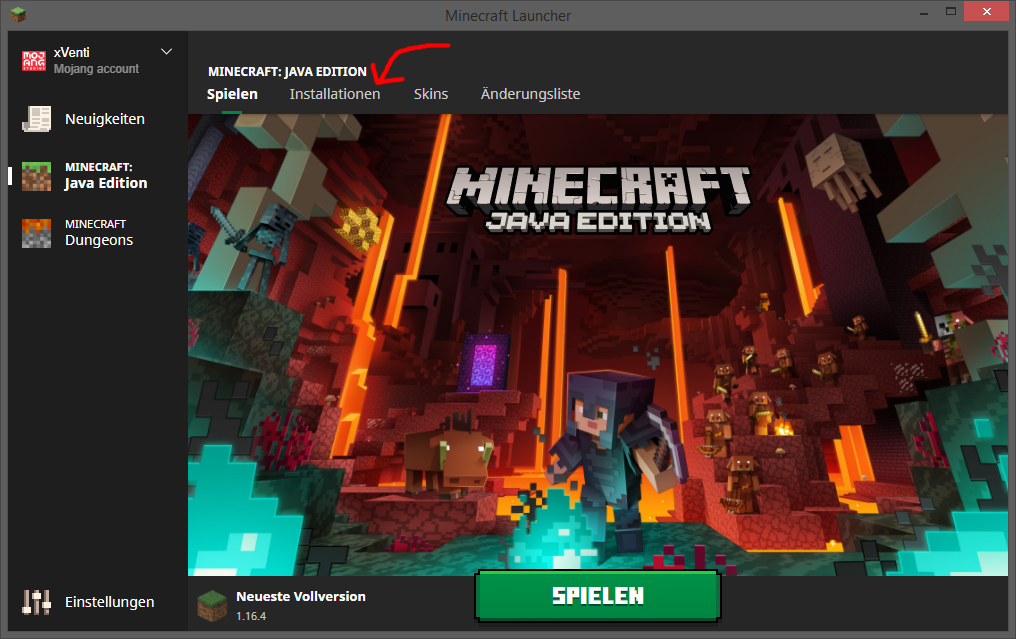 Minecraft Launcher
MOJANG STUDIOS
xVenti
Mojang account
Neuigkeiten
MINECRAFT:
Java Edition
MINECRAFT
Dungeons
Einstellungen
MINECRAFT: JAVA EDITION
Spielen Installationen Skins Änderungsliste
MINECRAFT
JAVA EDITION
Neueste Vollversion
1.16.4
SPIELEN